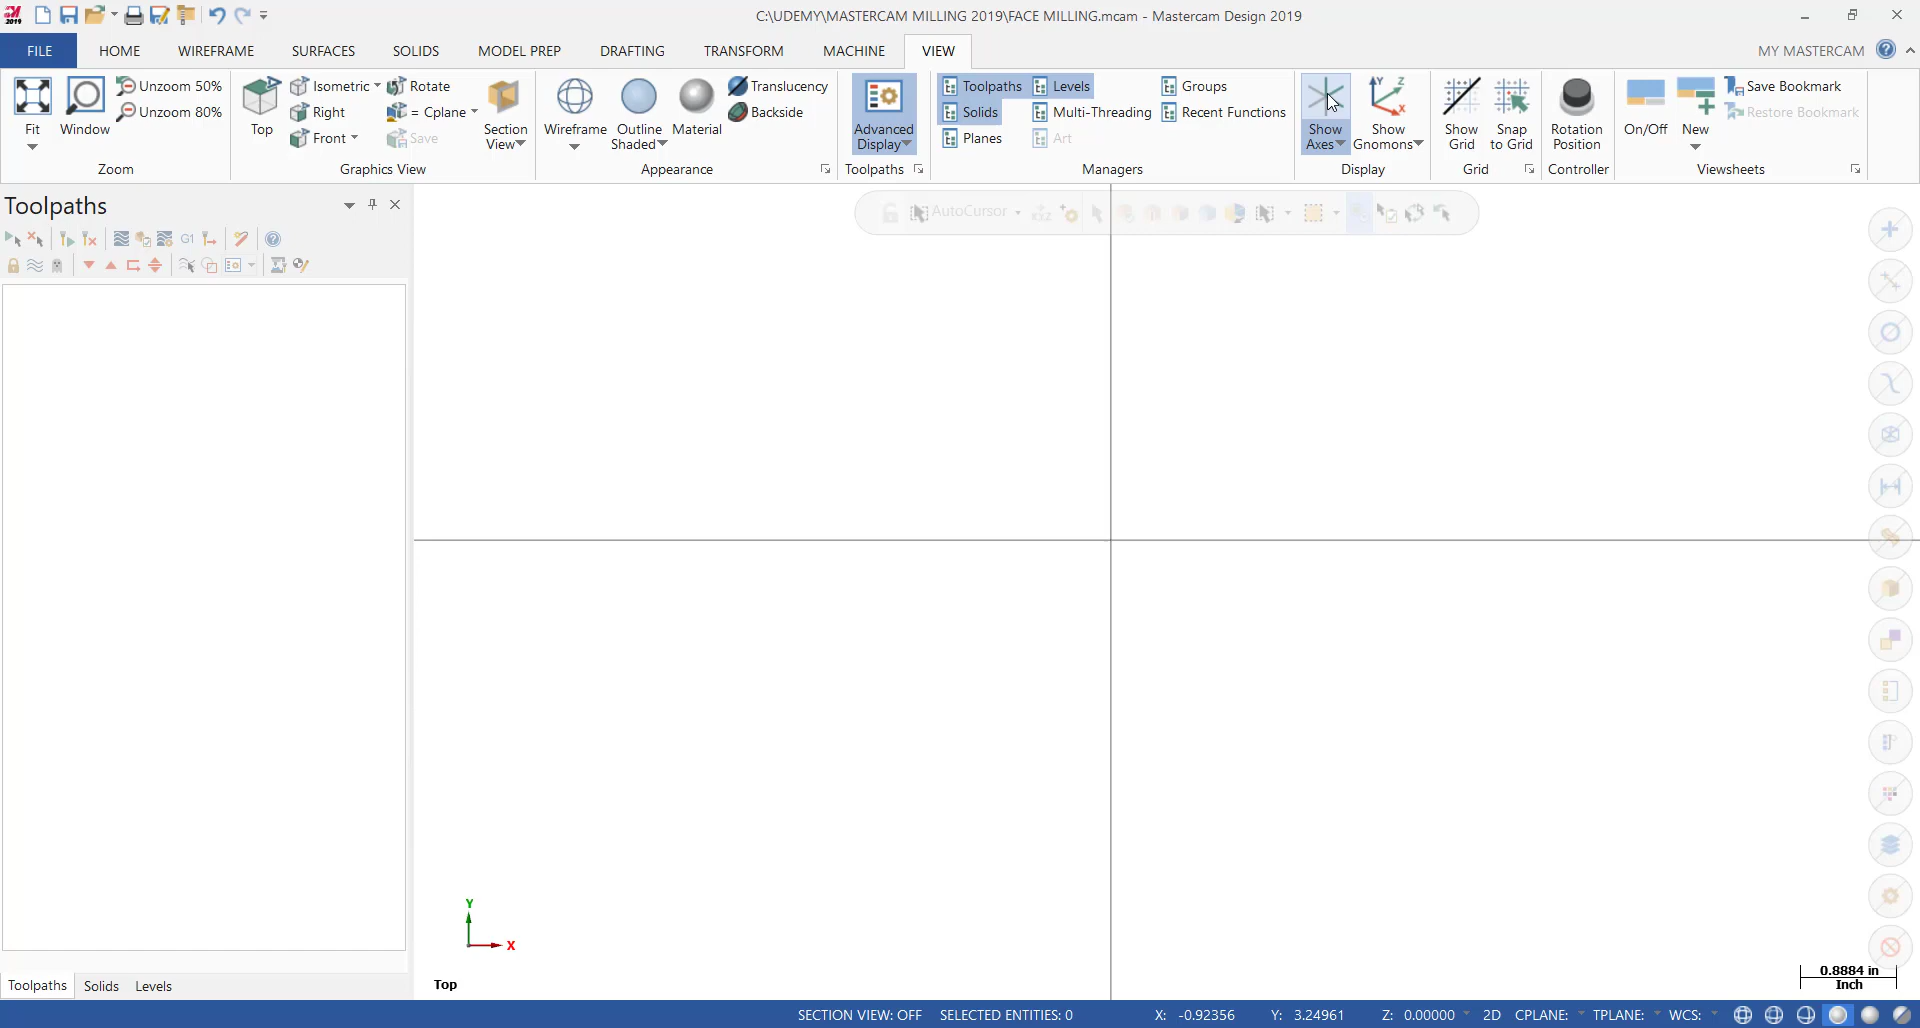 C:\UDEMY\MASTERCAM MILLING 2019\FACE MILLING.mcam - Mastercam Design 2019
FILE HOME WIREFRAME SURFACES SOLIDS MODEL PREP DRAFTING TRANSFORM MACHINE VIEW MY MASTERCAM
Fit
Window
Unzoom 50%
Unzoom 80%
Zoom
Top
Isometric
Right
Front
Rotate
= Cplane
Save
Section View
Graphics View
Wireframe
Outline Shaded
Material
Translucency
Backside
Appearance
Advanced Display
Toolpaths
Toolpaths
Solids
Planes
Levels
Multi-Threading
Art
Groups
Recent Functions
Managers
Show Axes
Show Gnomons
Display
Show Grid
Snap to Grid
Grid
Rotation Position
Controller
On/Off
New
Save Bookmark
Restore Bookmark
Viewsheets
Toolpaths
G1
AutoCursor
Y
X
Top
0.8884 in
Inch
Toolpaths Solids Levels
SECTION VIEW: OFF SELECTED ENTITIES: 0 X: -0.92356 Y: 3.24961 Z: 0.00000 2D CPLANE: TPLANE: WCS: